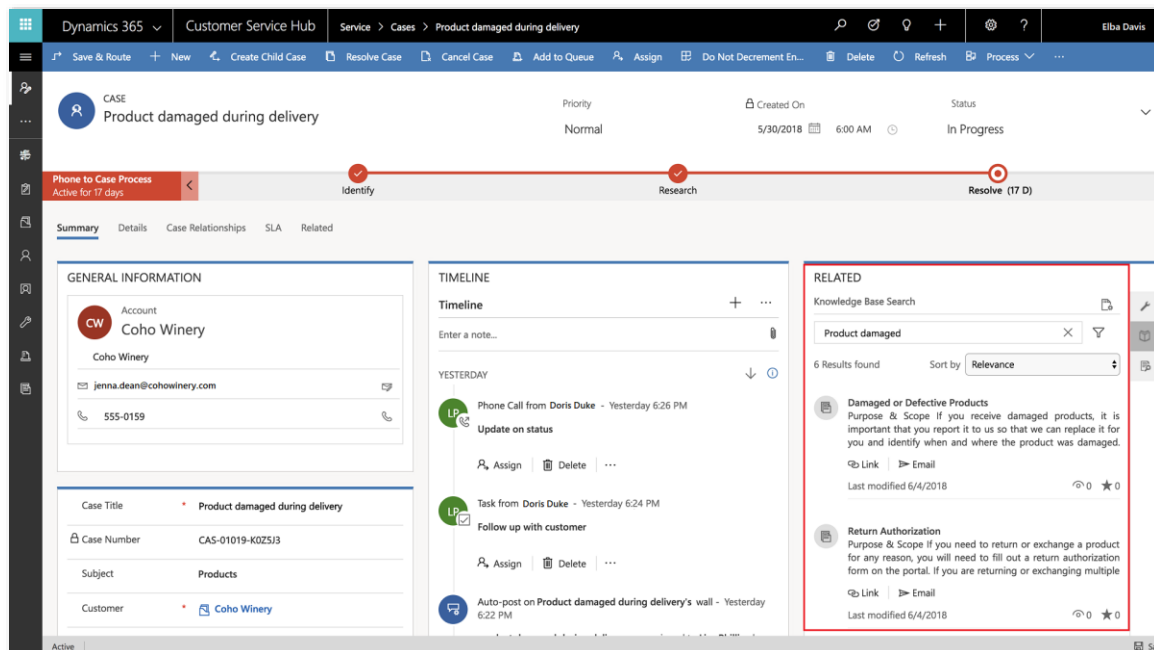 Dynamics 365
Customer Service Hub
Service > Cases > Product damaged during delivery
Elba Davis
Save & Route
New
Create Child Case
Resolve Case
Cancel Case
Add to Queue
Assign
Do Not Decrement En...
Delete
Refresh
Process
...
CASE
Product damaged during delivery
Priority
Normal
Created On
5/30/2018
6:00 AM
Status
In Progress
Phone to Case Process
Active for 17 days
Identify
Research
Resolve (17 D)
Summary
Details
Case Relationships
SLA
Related
GENERAL INFORMATION
CW
Account
Coho Winery
Coho Winery
jenna.dean@cohowinery.com
555-0159
Case Title * Product damaged during delivery
Case Number CAS-01019-K0Z5J3
Subject Products
Customer * Coho Winery
TIMELINE
Timeline
Enter a note...
YESTERDAY
LP
Phone Call from Doris Duke - Yesterday 6:26 PM
Update on status
Assign
Delete
...
LP
Task from Doris Duke - Yesterday 6:24 PM
Follow up with customer
Assign
Delete
...
Auto-post on Product damaged during delivery's wall - Yesterday
6:22 PM
RELATED
Knowledge Base Search
Product damaged
6 Results found
Sort by Relevance
Damaged or Defective Products
Purpose & Scope If you receive damaged products, it is
important that you report it to us so that we can replace it for
you and identify when and where the product was damaged.
Link
Email
Last modified 6/4/2018
0
0
Return Authorization
Purpose & Scope If you need to return or exchange a product
for any reason, you will need to fill out a return authorization
form on the portal. If you are returning or exchanging multiple
Link
Email
Last modified 6/4/2018
0
0
Active